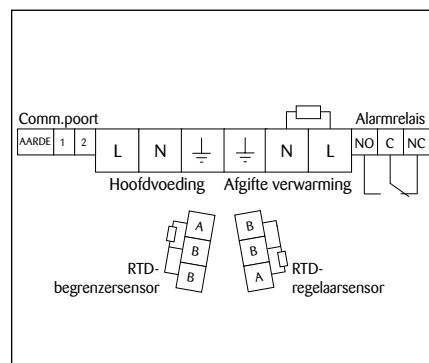 Comm.poort
Alarmrelais
AARDE 1 2 L N N L NO C NC
Hoofdvoeding
Afgifte verwarming
A
B
B
RTD-
begrenzersensor
B
B
A
RTD-
regelaarsensor